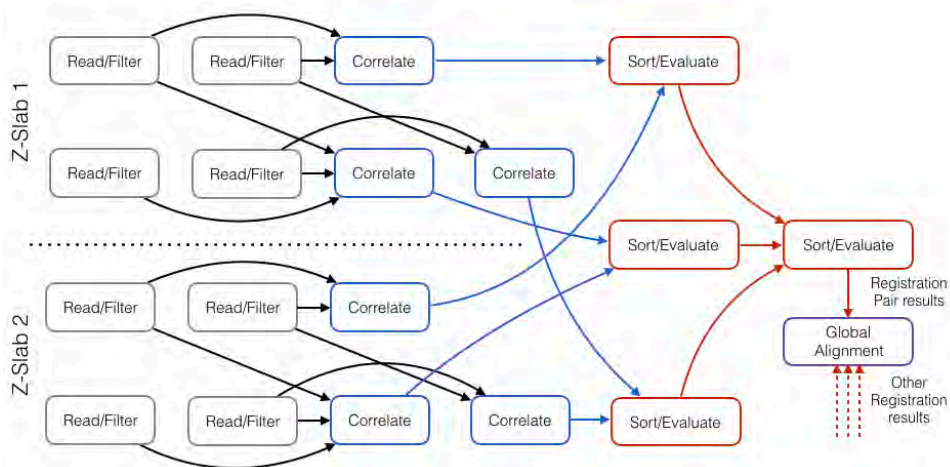 Z-Slab 1
Read/Filter
Read/Filter
Correlate
Sort/Evaluate
Read/Filter
Read/Filter
Correlate
Correlate
Sort/Evaluate
Sort/Evaluate
Z-Slab 2
Read/Filter
Read/Filter
Correlate
Registration
Pair results
Global
Alignment
Read/Filter
Read/Filter
Correlate
Correlate
Sort/Evaluate
Other
Registration
results